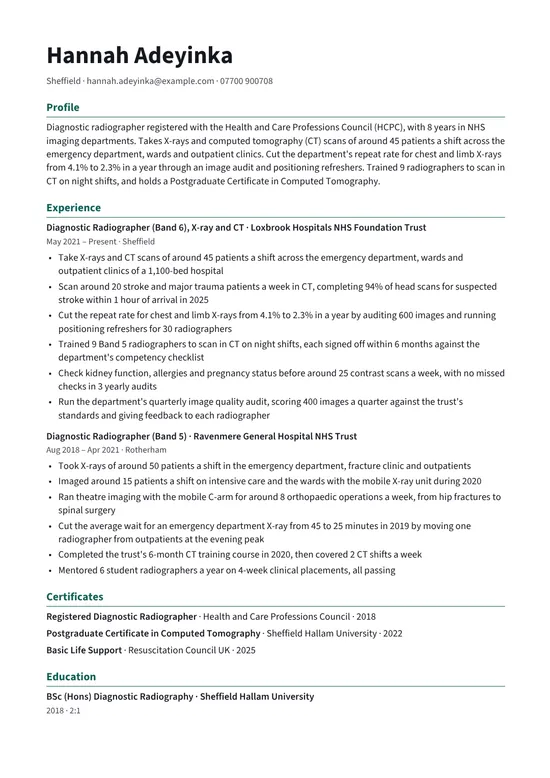 Hannah Adeyinka
Sheffield · hannah.adeyinka@example.com · 07700 900708
Profile
Diagnostic radiographer registered with the Health and Care Professions Council (HCPC), with 8 years in NHS
imaging departments. Takes X-rays and computed tomography (CT) scans of around 45 patients a shift across the
emergency department, wards and outpatient clinics. Cut the department's repeat rate for chest and limb X-rays
from 4.1% to 2.3% in a year through an image audit and positioning refreshers. Trained 9 radiographers to scan in
CT on night shifts, and holds a Postgraduate Certificate in Computed Tomography.
Experience
Diagnostic Radiographer (Band 6), X-ray and CT · Loxbrook Hospitals NHS Foundation Trust
May 2021 – Present · Sheffield
• Take X-rays and CT scans of around 45 patients a shift across the emergency department, wards and
outpatient clinics of a 1,100-bed hospital
• Scan around 20 stroke and major trauma patients a week in CT, completing 94% of head scans for suspected
stroke within 1 hour of arrival in 2025
• Cut the repeat rate for chest and limb X-rays from 4.1% to 2.3% in a year by auditing 600 images and running
positioning refreshers for 30 radiographers
• Trained 9 Band 5 radiographers to scan in CT on night shifts, each signed off within 6 months against the
department's competency checklist
• Check kidney function, allergies and pregnancy status before around 25 contrast scans a week, with no missed
checks in 3 yearly audits
• Run the department's quarterly image quality audit, scoring 400 images a quarter against the trust's
standards and giving feedback to each radiographer
Diagnostic Radiographer (Band 5) · Ravenmere General Hospital NHS Trust
Aug 2018 – Apr 2021 · Rotherham
• Took X-rays of around 50 patients a shift in the emergency department, fracture clinic and outpatients
• Imaged around 15 patients a shift on intensive care and the wards with the mobile X-ray unit during 2020
• Ran theatre imaging with the mobile C-arm for around 8 orthopaedic operations a week, from hip fractures to
spinal surgery
• Cut the average wait for an emergency department X-ray from 45 to 25 minutes in 2019 by moving one
radiographer from outpatients at the evening peak
• Completed the trust's 6-month CT training course in 2020, then covered 2 CT shifts a week
• Mentored 6 student radiographers a year on 4-week clinical placements, all passing
Certificates
Registered Diagnostic Radiographer · Health and Care Professions Council · 2018
Postgraduate Certificate in Computed Tomography · Sheffield Hallam University · 2022
Basic Life Support · Resuscitation Council UK · 2025
Education
BSc (Hons) Diagnostic Radiography · Sheffield Hallam University
2018 · 2:1